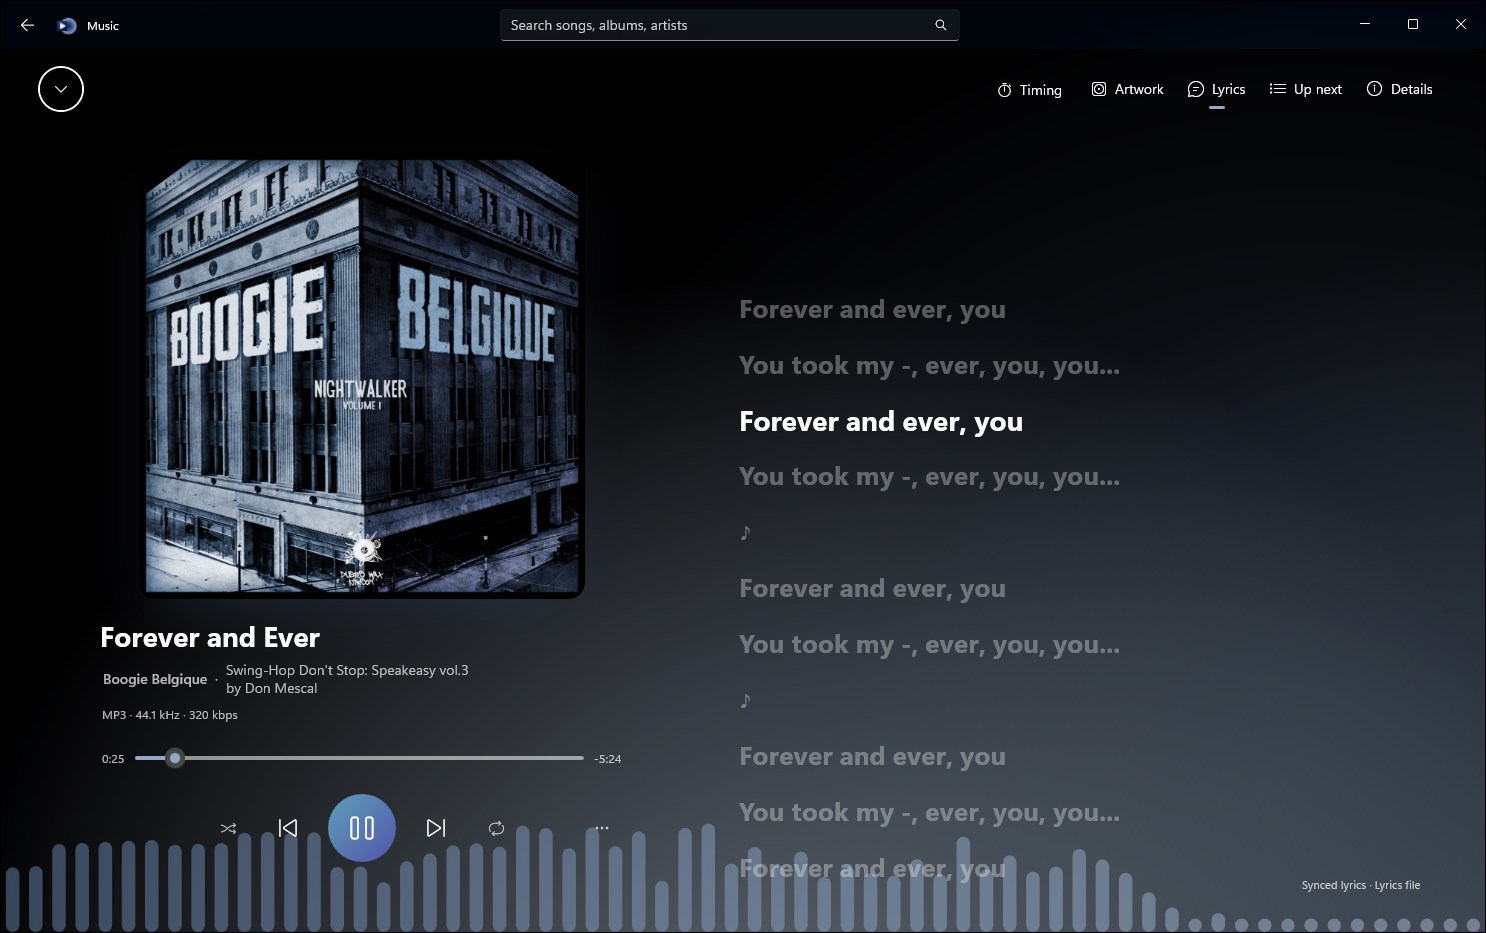 Music
Search songs, albums, artists
Timing
Artwork
Lyrics
Up next
Details
BOOGIE
BELGIQUE
NIGHTWALKER
VOLUME I
Forever and Ever
Boogie Belgique · Swing-Hop Don't Stop: Speakeasy vol.3
by Don Mescal
MP3 · 44.1 kHz · 320 kbps
0:25
-5:24
Forever and ever, you
You took my -, ever, you, you...
Forever and ever, you
You took my -, ever, you, you...
♪
Forever and ever, you
You took my -, ever, you, you...
♪
Forever and ever, you
You took my -, ever, you, you...
Forever and ever, you
Synced lyrics · Lyrics file